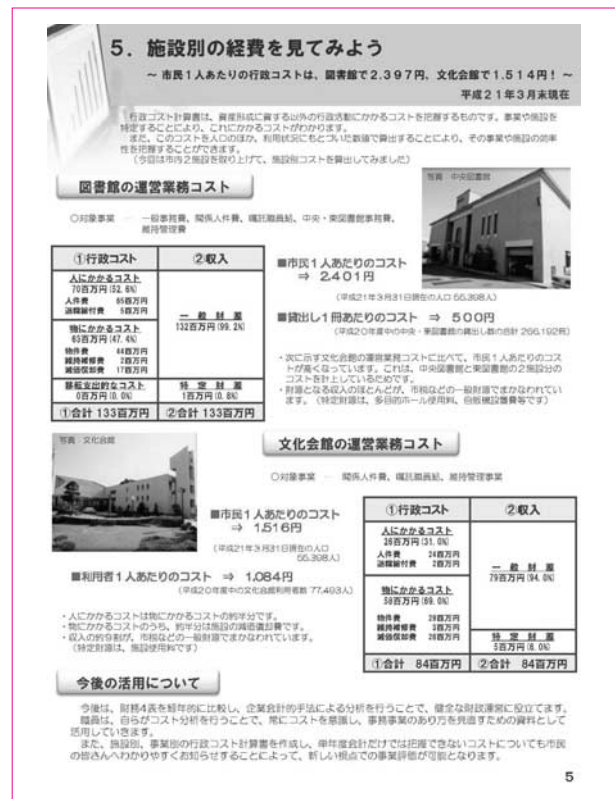 5．施設別の経費を見てみよう
～ 市民1人あたりの行政コストは、図書館で2,397円、文化会館で1,514円！ ～
平成21年3月末現在
行政コスト計算書は、資産形成に資する以外の行政活動にかかるコストを把握するものです。事業や施設を
特定することにより、これにかかるコストがわかります。
また、このコストを人口のほか、利用状況にもとづいた数値で算出することにより、その事業や施設の効率
性を把握することができます。
（今回は市内2施設を取り上げて、施設別コストを算出してみました）
図書館の運営業務コスト
写真：中央図書館
○対象事業 － 一般事務費、関係人件費、嘱託職員給、中央・東図書館事務費、
維持管理費
①行政コスト ②収入
人にかかるコスト
70百万円(52.6%)
人件費 65百万円
退職給付費 5百万円
物にかかるコスト
63百万円(47.4%)
物件費 44百万円
維持補修費 2百万円
減価償却費 17百万円
移転支出的なコスト
0百万円(0.0%)
一般財源
132百万円(99.2%)
特定財源
1百万円(0.8%)
①合計 133百万円 ②合計 133百万円
■市民1人あたりのコスト
⇒ 2,401円
（平成21年3月31日現在の人口 55,398人）
■貸出し1冊あたりのコスト ⇒ 500円
（平成20年度中の中央・東図書館の貸出し数の合計 266,192冊）
・次に示す文化会館の運営業務コストに比べて、市民1人あたりのコス
トが高くなっています。これは、中央図書館と東図書館の2施設分の
コストを計上しているためです。
・財源となる収入のほとんどが、市税などの一般財源でまかなわれてい
ます。（特定財源は、多目的ホール使用料、自販機設置費等です）
写真：文化会館
文化会館の運営業務コスト
○対象事業 － 関係人件費、嘱託職員給、維持管理事業
■市民1人あたりのコスト
⇒ 1,516円
（平成21年3月31日現在の人口
55,398人）
■利用者1人あたりのコスト ⇒ 1,084円
（平成20年度中の文化会館利用者数 77,493人）
・人にかかるコストは物にかかるコストの約半分です。
・物にかかるコストのうち、約半分は施設の減価償却費です。
・収入の約9割が、市税などの一般財源でまかなわれています。
（特定財源は、施設使用料です）
①行政コスト ②収入
人にかかるコスト
26百万円(31.0%)
人件費 24百万円
退職給付費 2百万円
物にかかるコスト
58百万円(69.0%)
物件費
維持補修費
減価償却費 28百万円
一般財源
79百万円(94.0%)
特定財源
5百万円(6.0%)
①合計 84百万円 ②合計 84百万円
今後の活用について
今後は、財務4表を経年的に比較し、企業会計的手法による分析を行うことで、健全な財政運営に役立てます。
職員は、自らがコスト分析を行うことで、常にコストを意識し、事務事業のあり方を見直すための資料として
活用していきます。
また、施設別、事業別の行政コスト計算書を作成し、単年度会計だけでは把握できないコストについても市民
の皆さんへわかりやすくお知らせすることによって、新しい視点での事業評価が可能となります。
5